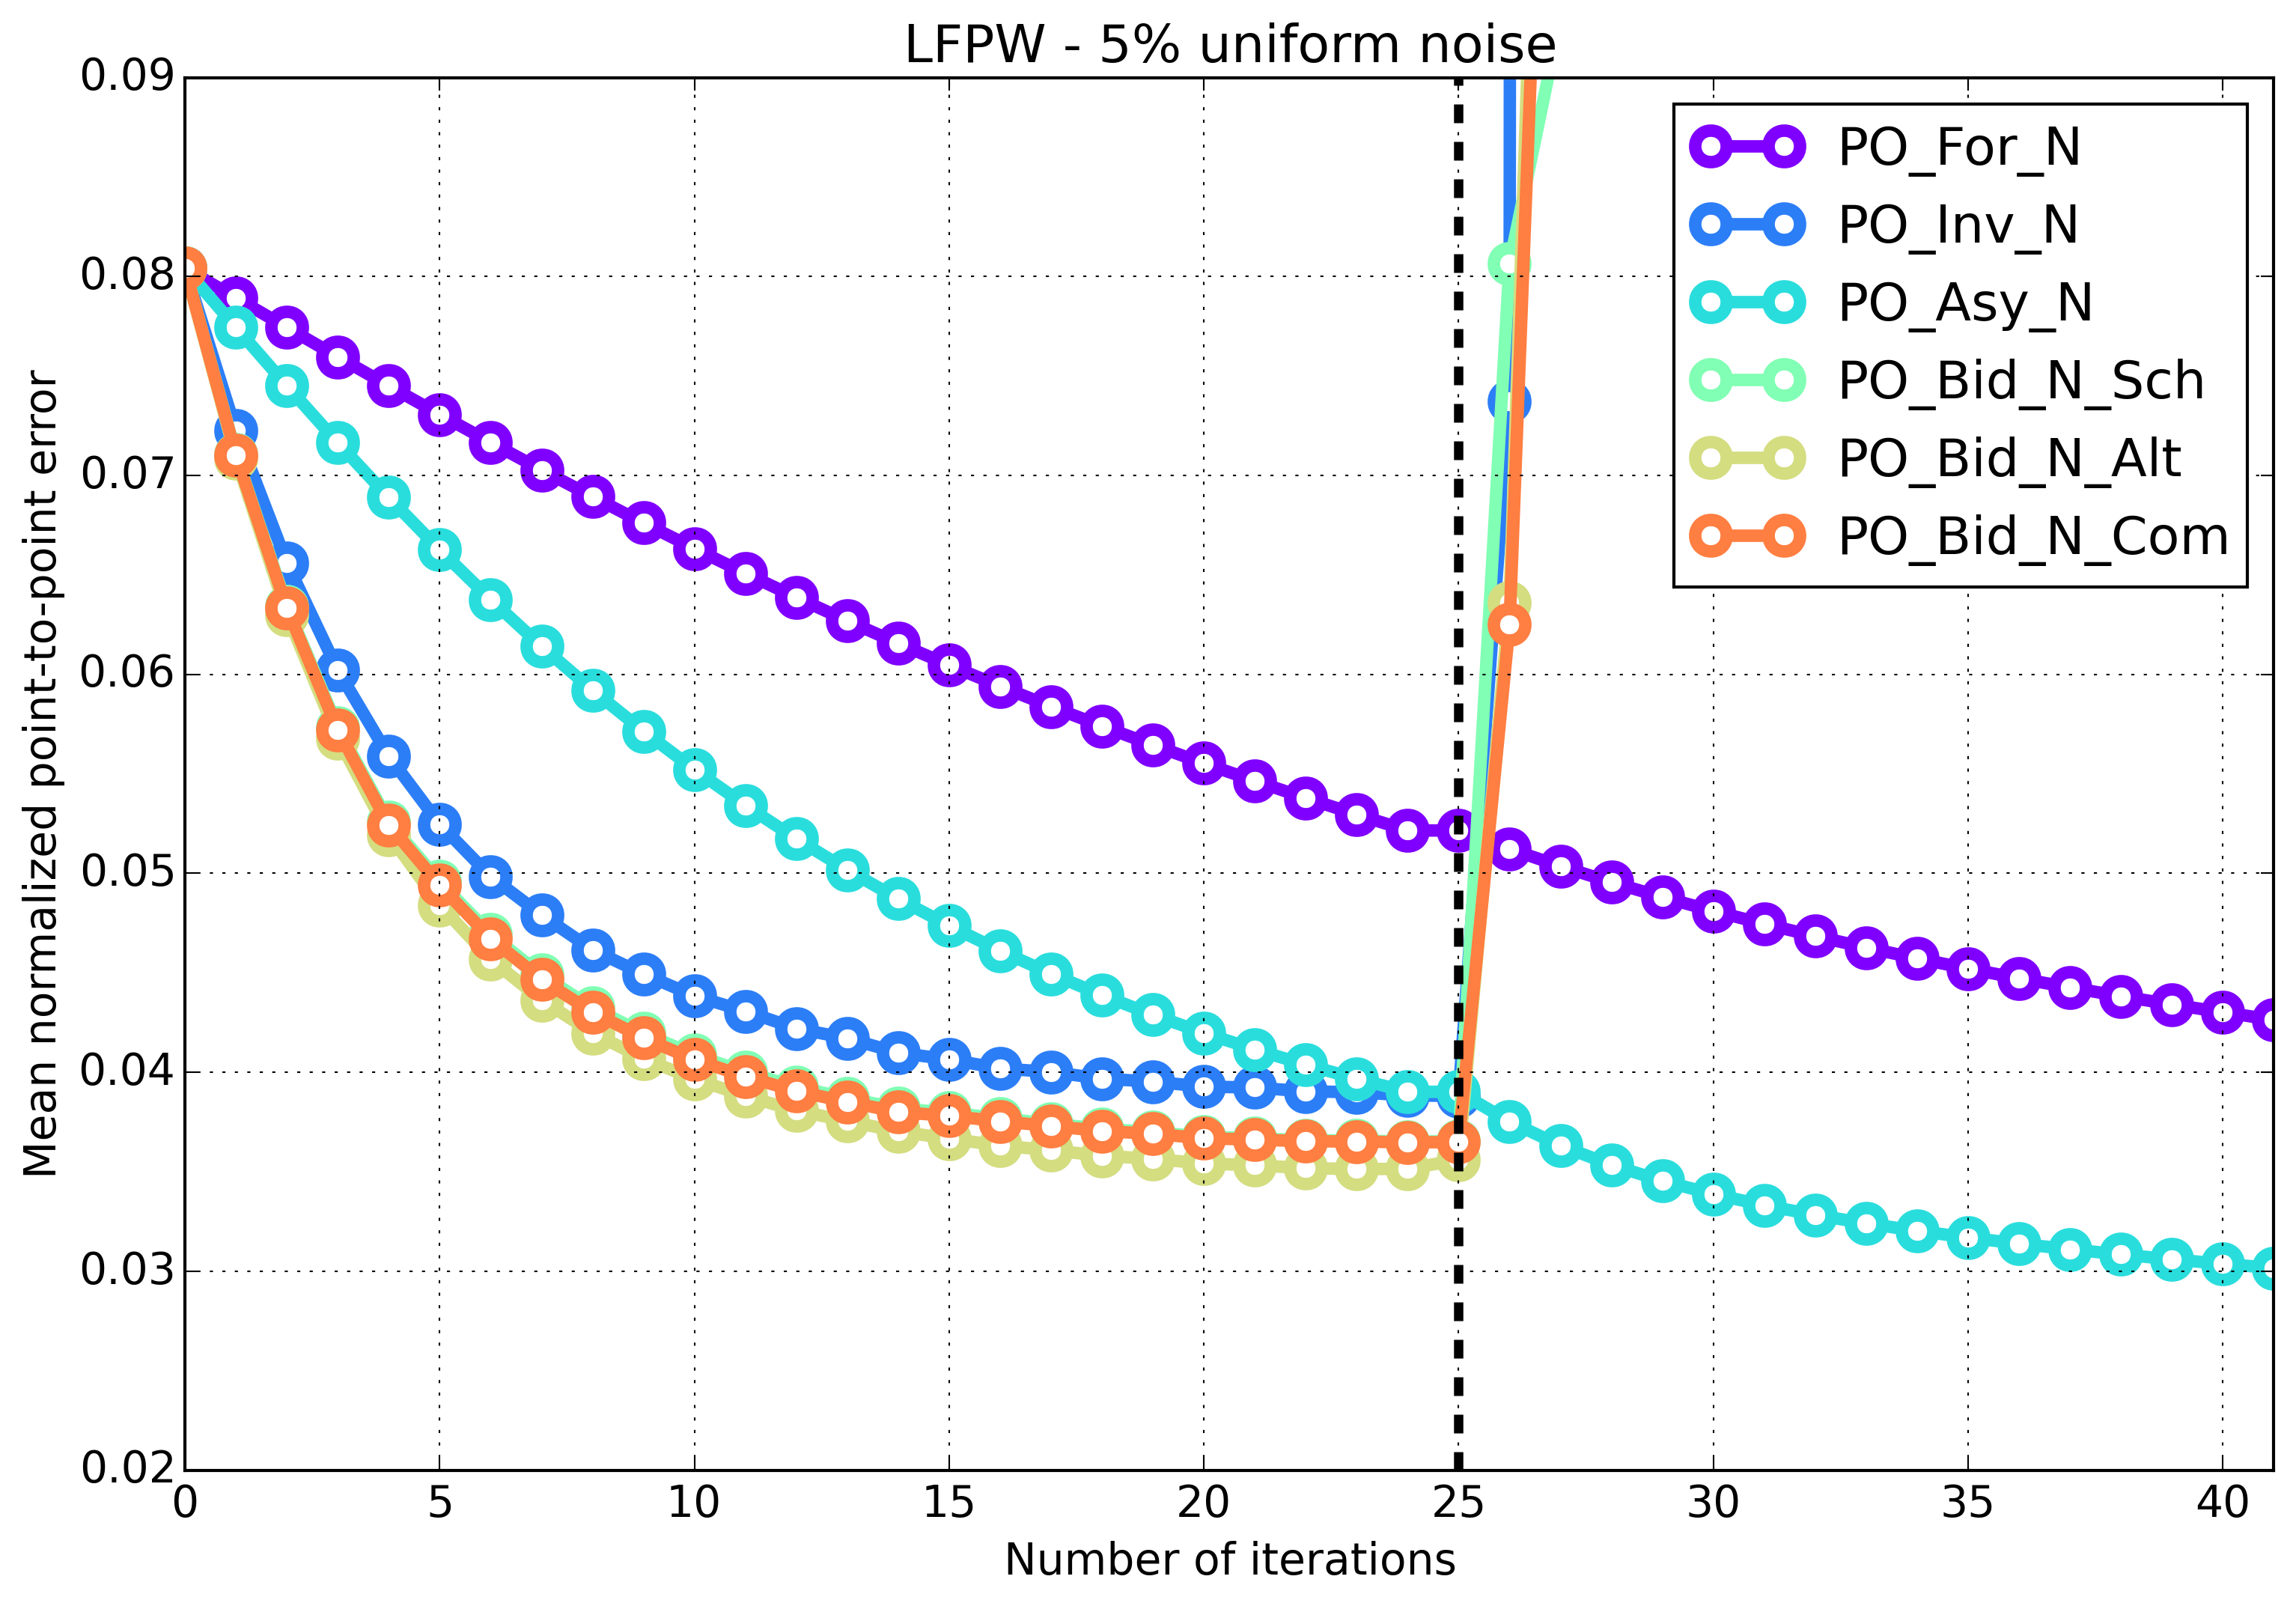 LFPW - 5% uniform noise
0.09
0.08
0.07
0.06
0.05
0.04
0.03
0.02
Mean normalized point-to-point error
PO_For_N
PO_Inv_N
PO_Asy_N
PO_Bid_N_Sch
PO_Bid_N_Alt
PO_Bid_N_Com
0 5 10 15 20 25 30 35 40
Number of iterations